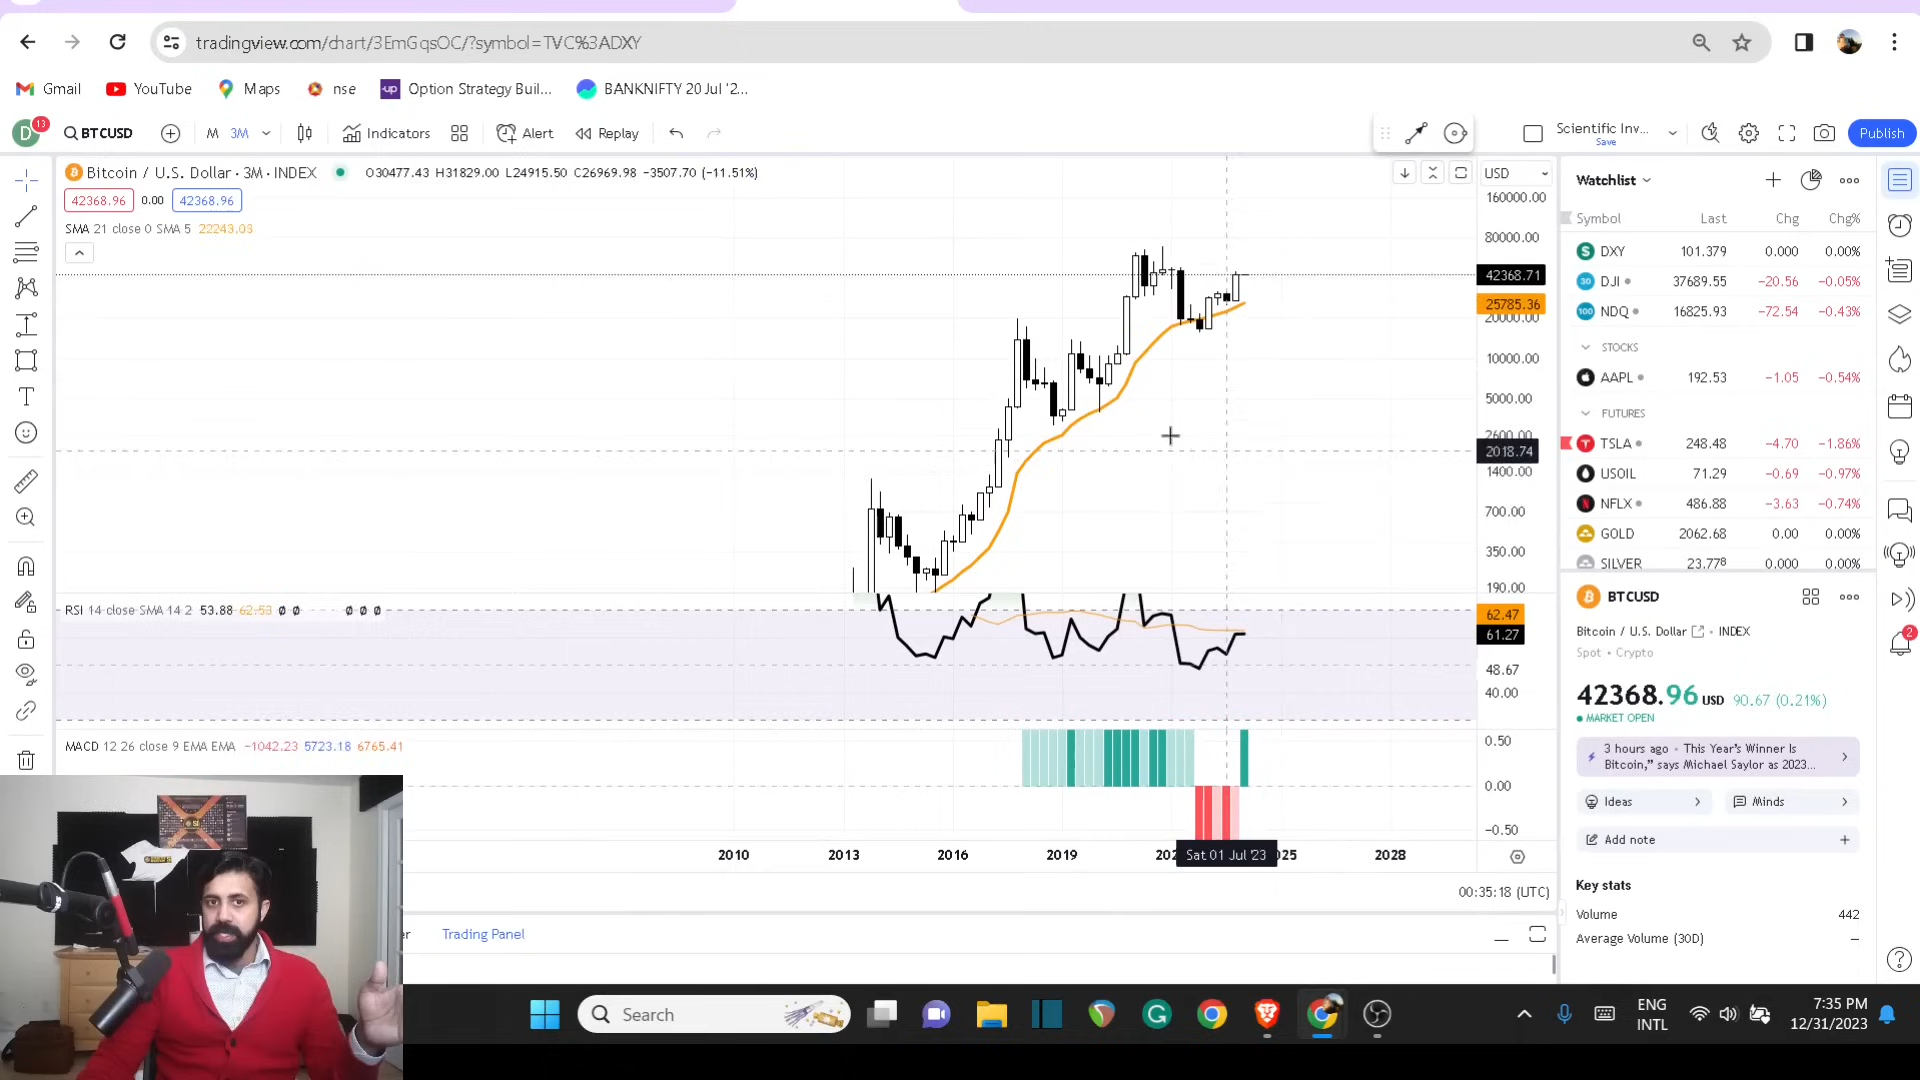 tradingview.com/chart/3EmGqsOC/?symbol=TVC%3ADXY
Gmail YouTube Maps nse Option Strategy Buil... BANKNIFTY 20 Jul '2...
D 13 BTCUSD M 3M Indicators Alert Replay Scientific Inv... Save Publish
Bitcoin / U.S. Dollar · 3M · INDEX O30477.43 H31829.00 L24915.50 C26969.98 −3507.70 (−11.51%) USD
42368.96 0.00 42368.96
SMA 21 close 0 SMA 5 22243.03
160000.00
80000.00
42368.71
25785.36
20000.00
10000.00
5000.00
2600.00
2018.74
1400.00
700.00
350.00
190.00
RSI 14 close SMA 14 2 53.88 62.53 Ø Ø Ø Ø Ø
62.47
61.27
48.67
40.00
MACD 12 26 close 9 EMA EMA −1042.23 5723.18 6765.41
0.50
0.00
−0.50
2010 2013 2016 2019 202 Sat 01 Jul '23 025 2028
00:35:18 (UTC)
er Trading Panel
Watchlist
Symbol Last Chg Chg%
DXY 101.379 0.000 0.00%
30 DJI 37689.55 −20.56 −0.05%
100 NDQ 16825.93 −72.54 −0.43%
STOCKS
AAPL 192.53 −1.05 −0.54%
FUTURES
TSLA 248.48 −4.70 −1.86%
USOIL 71.29 −0.69 −0.97%
NFLX 486.88 −3.63 −0.74%
GOLD 2062.68 0.00 0.00%
SILVER 23.778 0.000 0.00%
BTCUSD
Bitcoin / U.S. Dollar · INDEX
Spot · Crypto
42368.96 USD 90.67 (0.21%)
MARKET OPEN
3 hours ago · This Year's Winner Is
Bitcoin," says Michael Saylor as 2023...
Ideas Minds
Add note
Key stats
Volume 442
Average Volume (30D) —
2
Search
ENG
INTL
7:35 PM
12/31/2023